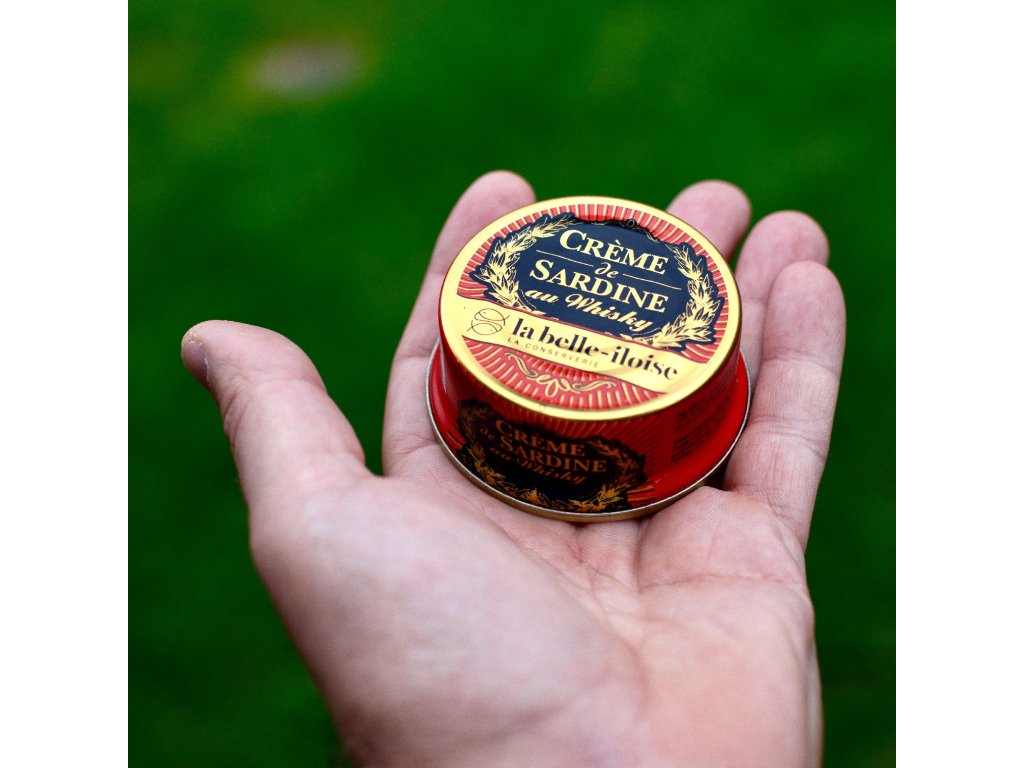 CRÈME
de
SARDINE
au Whisky
la belle-iloise
LA CONSERVERIE
CRÈME
de
SARDINE
au Whisky